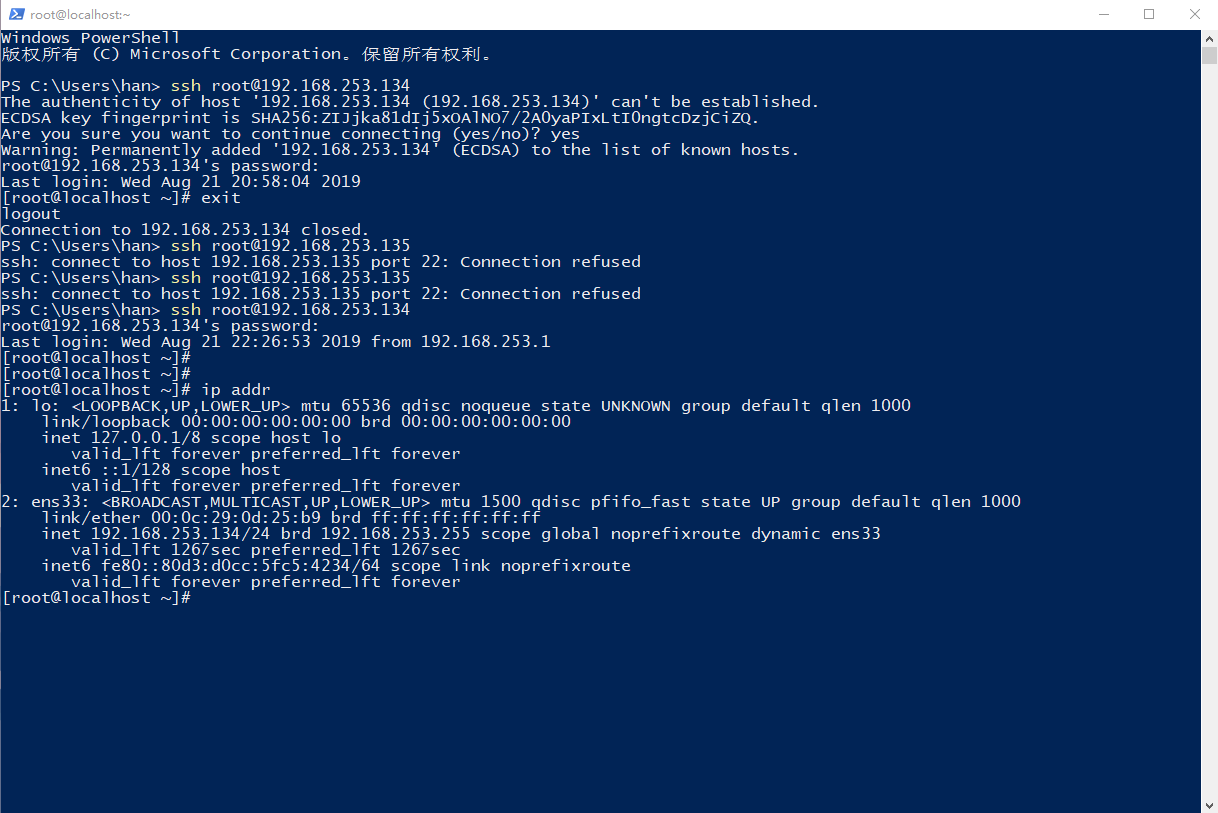 root@localhost:~
Windows PowerShell
版权所有 (C) Microsoft Corporation。保留所有权利。
PS C:\Users\han> ssh root@192.168.253.134
The authenticity of host '192.168.253.134 (192.168.253.134)' can't be established.
ECDSA key fingerprint is SHA256:ZIJjka81dIj5xOAlNO7/2A0yaPIxLtI0ngtcDzjCiZQ.
Are you sure you want to continue connecting (yes/no)? yes
Warning: Permanently added '192.168.253.134' (ECDSA) to the list of known hosts.
root@192.168.253.134's password:
Last login: Wed Aug 21 20:58:04 2019
[root@localhost ~]# exit
logout
Connection to 192.168.253.134 closed.
PS C:\Users\han> ssh root@192.168.253.135
ssh: connect to host 192.168.253.135 port 22: Connection refused
PS C:\Users\han> ssh root@192.168.253.135
ssh: connect to host 192.168.253.135 port 22: Connection refused
PS C:\Users\han> ssh root@192.168.253.134
root@192.168.253.134's password:
Last login: Wed Aug 21 22:26:53 2019 from 192.168.253.1
[root@localhost ~]#
[root@localhost ~]#
[root@localhost ~]# ip addr
1: lo: <LOOPBACK,UP,LOWER_UP> mtu 65536 qdisc noqueue state UNKNOWN group default qlen 1000
    link/loopback 00:00:00:00:00:00 brd 00:00:00:00:00:00
    inet 127.0.0.1/8 scope host lo
       valid_lft forever preferred_lft forever
    inet6 ::1/128 scope host
       valid_lft forever preferred_lft forever
2: ens33: <BROADCAST,MULTICAST,UP,LOWER_UP> mtu 1500 qdisc pfifo_fast state UP group default qlen 1000
    link/ether 00:0c:29:0d:25:b9 brd ff:ff:ff:ff:ff:ff
    inet 192.168.253.134/24 brd 192.168.253.255 scope global noprefixroute dynamic ens33
       valid_lft 1267sec preferred_lft 1267sec
    inet6 fe80::80d3:d0cc:5fc5:4234/64 scope link noprefixroute
       valid_lft forever preferred_lft forever
[root@localhost ~]#